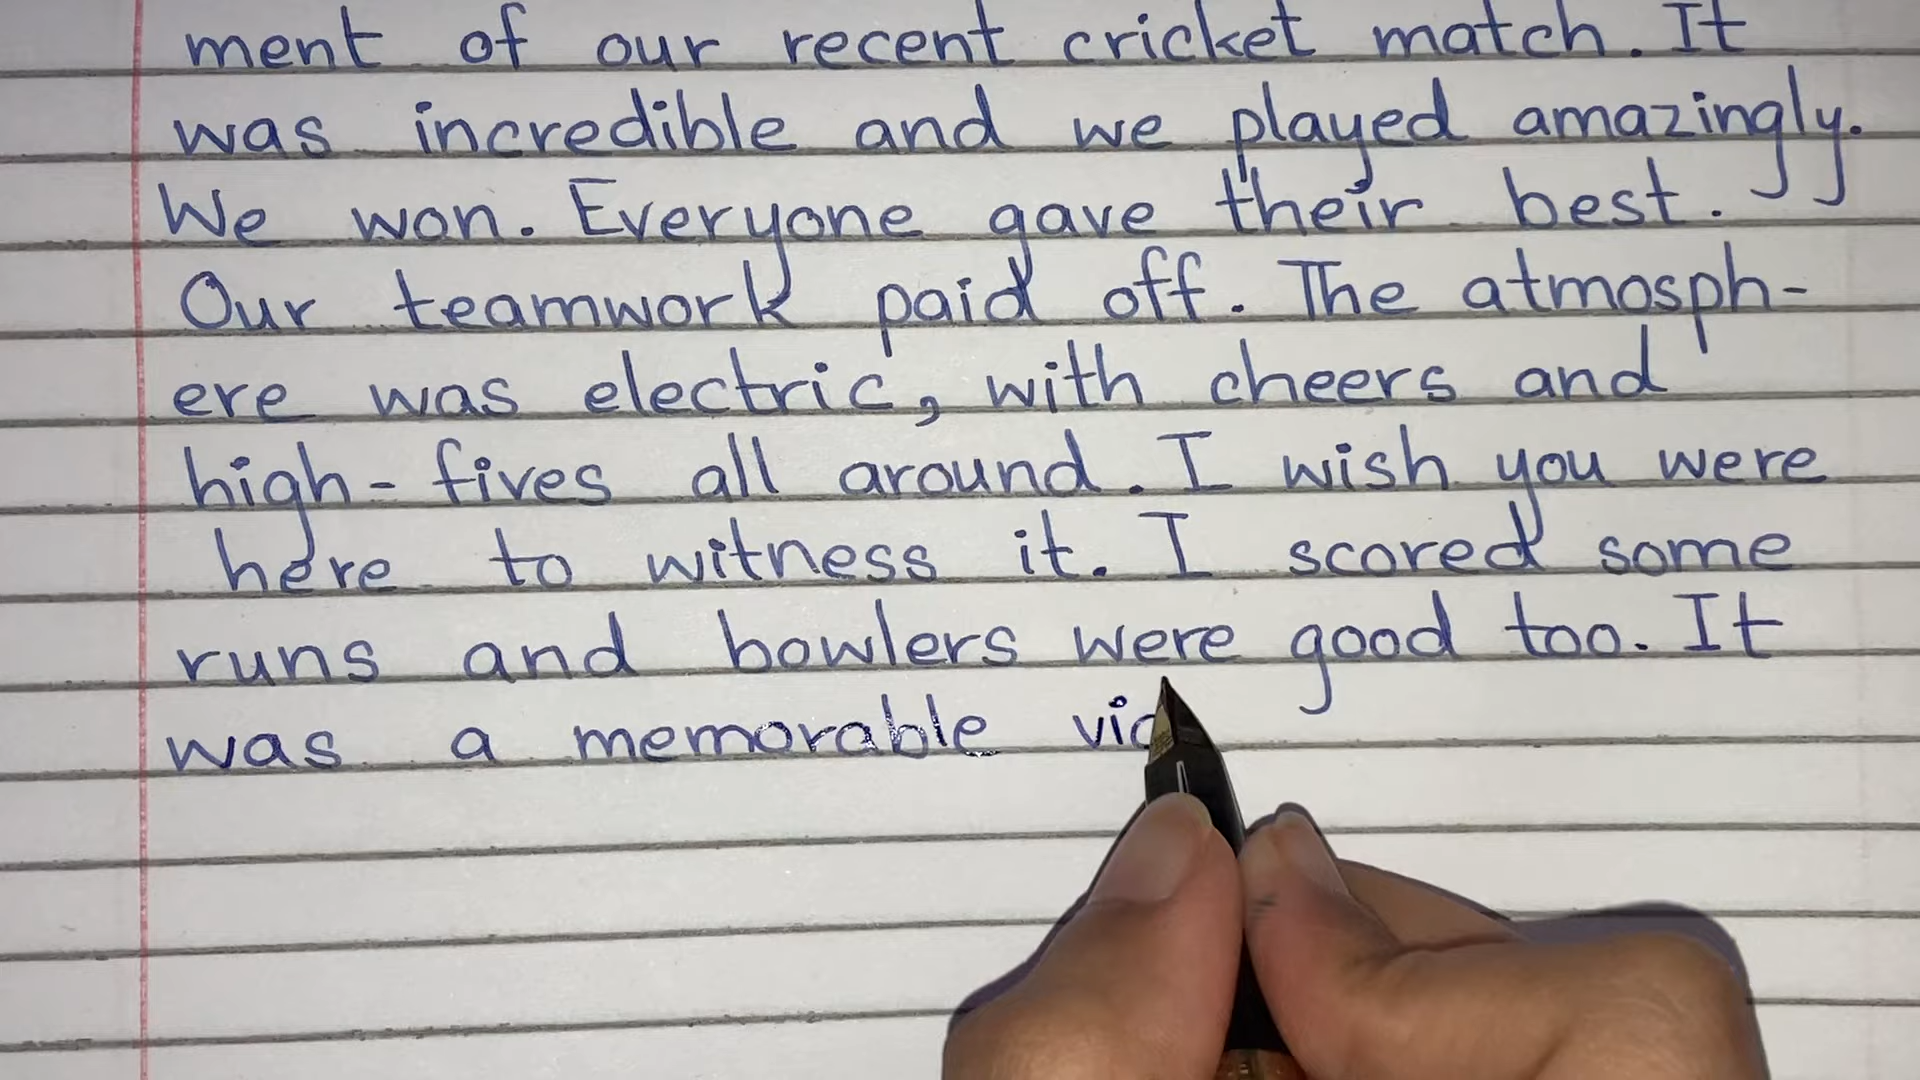 ment of our recent cricket match. It
was incredible and we played amazingly.
We won. Everyone gave their best.
Our teamwork paid off. The atmosph-
ere was electric, with cheers and
high-fives all around. I wish you were
here to witness it. I scored some
runs and bowlers were good too. It
was a memorable vic